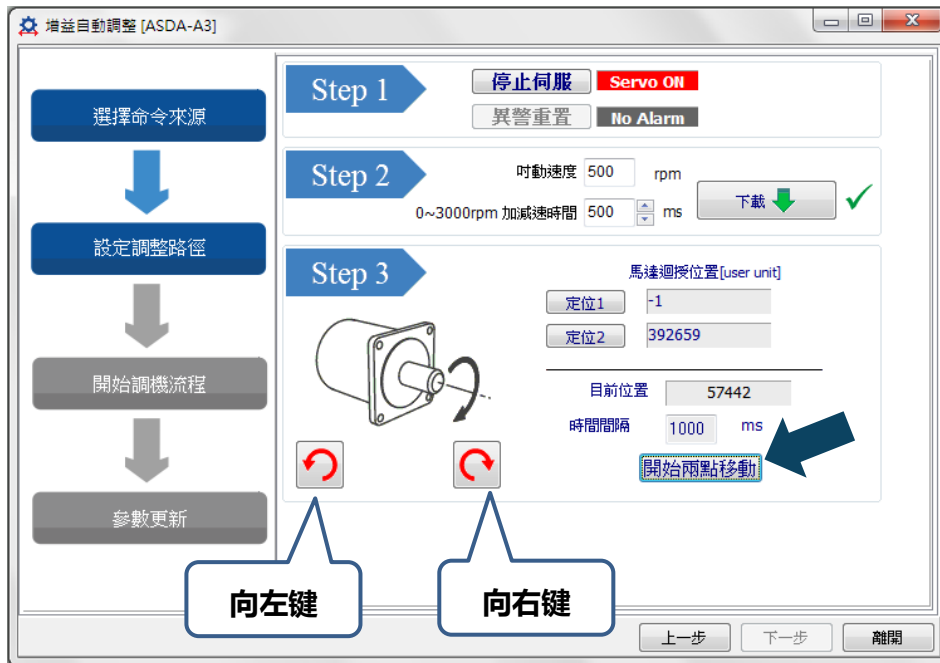 增益自動調整 [ASDA-A3]
選擇命令來源
設定調整路徑
開始調機流程
參數更新
Step 1
停止伺服 Servo ON
異警重置 No Alarm
Step 2
吋動速度 500 rpm
0~3000rpm 加減速時間 500 ms
下載
Step 3
馬達迴授位置[user unit]
定位1 -1
定位2 392659
目前位置 57442
時間間隔 1000 ms
開始兩點移動
向左键
向右键
上一步 下一步 離開